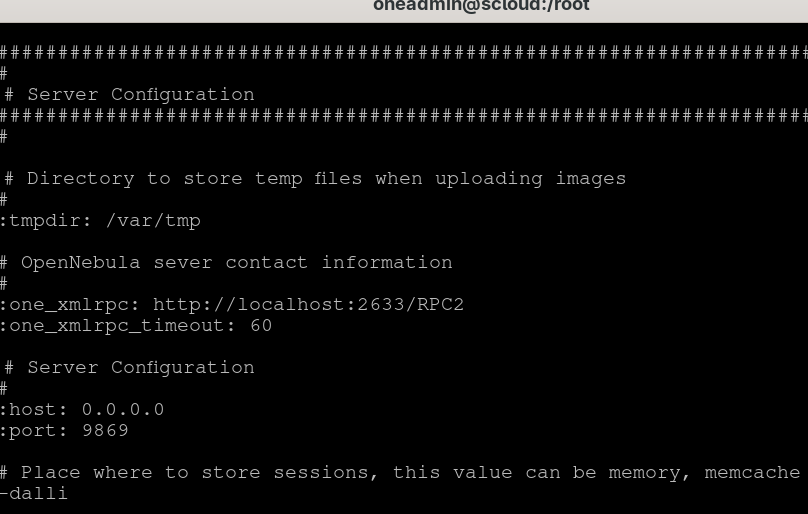 oneadmin@scloud:/root
####################################################################
#
# Server Configuration
####################################################################
#
# Directory to store temp files when uploading images
#
:tmpdir: /var/tmp
# OpenNebula sever contact information
#
:one_xmlrpc: http://localhost:2633/RPC2
:one_xmlrpc_timeout: 60
# Server Configuration
#
:host: 0.0.0.0
:port: 9869
# Place where to store sessions, this value can be memory, memcache
-dalli